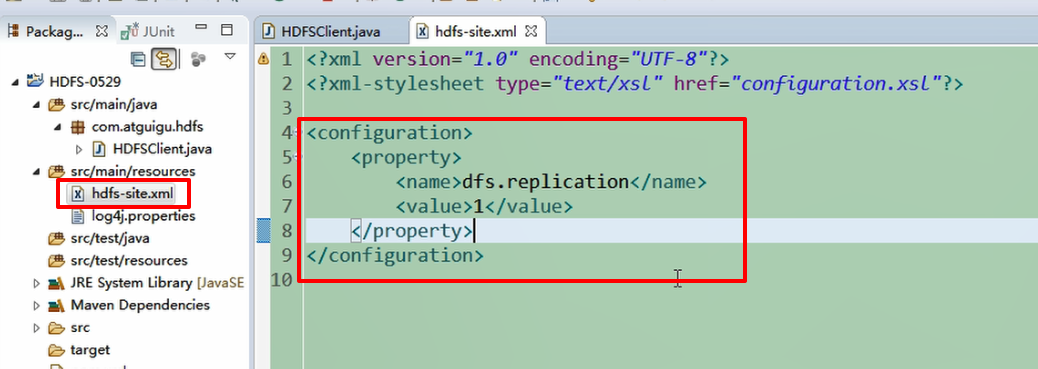 Packag...
JUnit
HDFSClient.java
hdfs-site.xml
HDFS-0529
src/main/java
com.atguigu.hdfs
HDFSClient.java
src/main/resources
hdfs-site.xml
log4j.properties
src/test/java
src/test/resources
JRE System Library [JavaSE
Maven Dependencies
src
target
1 <?xml version="1.0" encoding="UTF-8"?>
2 <?xml-stylesheet type="text/xsl" href="configuration.xsl"?>
3
4 <configuration>
5 <property>
6 <name>dfs.replication</name>
7 <value>1</value>
8 </property>
9 </configuration>
10